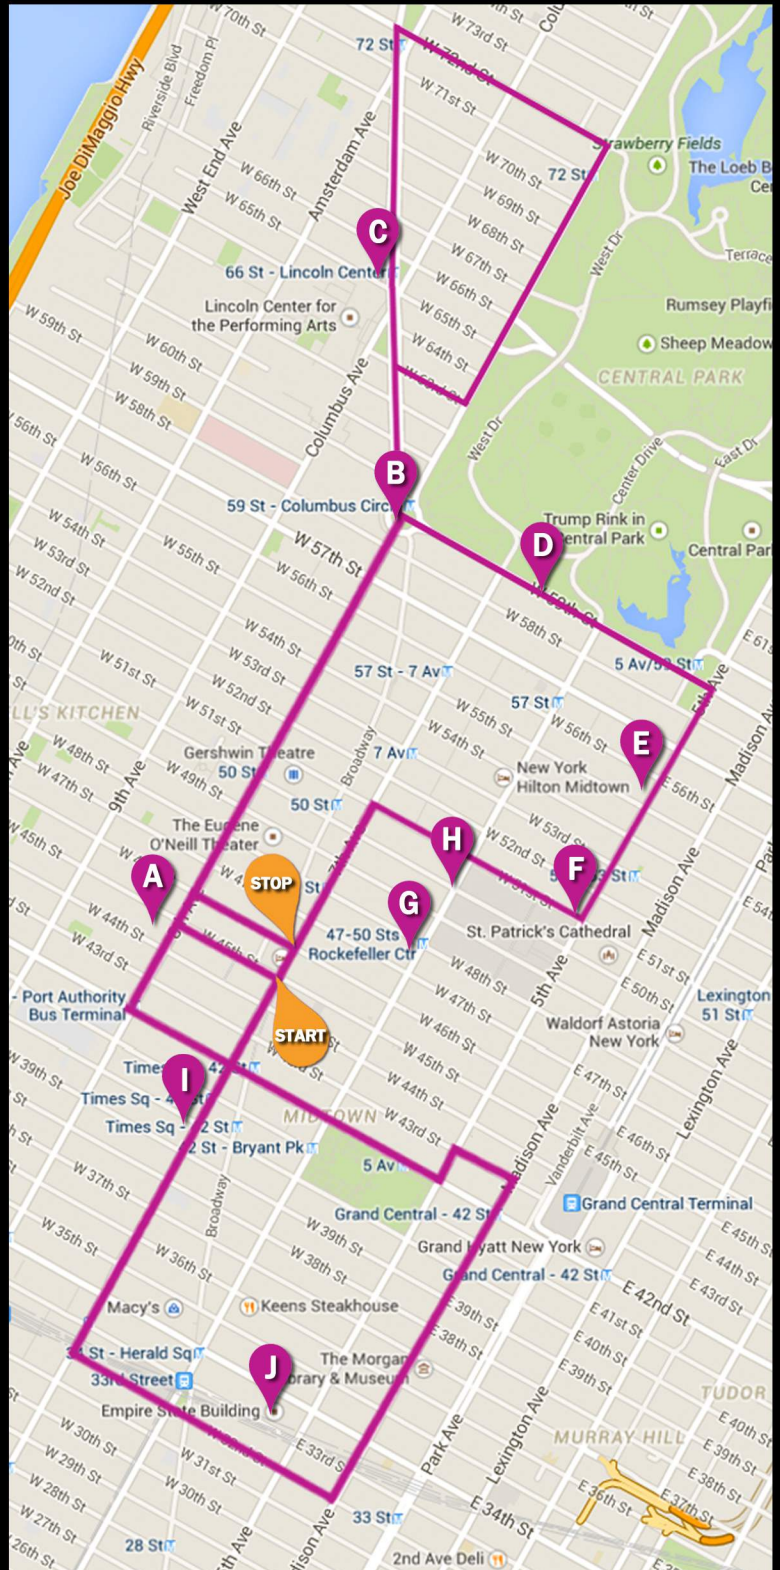 W 70th St
W 73rd St
72 St
W 72nd St
W 71st St
Joe DiMaggio Hwy
Riverside Blvd
Freedom Pl
West End Ave
Amsterdam Ave
Strawberry Fields
The Loeb B
W 70th St
72 St
W 66th St
W 69th St
W 65th St
W 68th St
C
West Dr
Terrace
W 67th St
66 St - Lincoln Center
W 66th St
Lincoln Center for
the Performing Arts
Rumsey Playfi
W 65th St
W 59th St
W 60th St
W 64th St
Sheep Meadow
W 59th St
W 63rd St
CENTRAL PARK
W 58th St
Columbus Ave
W 56th St
West Dr
Center Drive
East Dr
W 56th St
B
59 St - Columbus Circ
W 54th St
W 57th St
D
Trump Rink in
Central Park
Central Par
W 53rd St
W 55th St
W 52nd St
W 56th St
W 59th St
W 58th St
W 54th St
W 53rd St
W 51st St
57 St - 7 Av
5 Av/59 St
W 52nd St
5th Ave
Madison Av
LL'S KITCHEN
W 51st St
57 St
W 55th St
W 56th St
W 54th St
E
W 48th St
Gershwin Theatre
50 St
7 Av
Broadway
New York
Hilton Midtown
W 47th St
W 49th St
9th Ave
50 St
E 56th St
W 53rd St
The Eugene
O'Neill Theater
W 52nd St
W 45th St
7th Ave
H
F
A
STOP
W 51st St
Madison Ave
G
W 44th St
47-50 Sts
Rockefeller Ctr
St. Patrick's Cathedral
W 43rd St
W 45th St
E 51st St
W 48th St
5th Ave
E 50th St
- Port Authority
Bus Terminal
W 47th St
Lexington
51 St
START
W 46th St
Waldorf Astoria
New York
W 45th St
W 39th St
E 47th St
W 44th St
I
Times Sq - 42 St
MIDTOWN
W 43rd St
Madison Ave
Vanderbilt Ave
Lexington Ave
42 St - Bryant Pk
E 46th St
E 45th St
5 Av
W 37th St
Broadway
Grand Central - 42 St
Grand Central Terminal
W 35th St
W 39th St
Grand Hyatt New York
E 45th St
W 36th St
W 38th St
Grand Central - 42 St
E 44th St
E 42nd St
E 43rd St
Macy's
Keens Steakhouse
E 39th St
E 41st St
E 38th St
E 40th St
34 St - Herald Sq
33rd Street
J
The Morgan
Library & Museum
E 39th St
TUDOR
Empire State Building
W 30th St
W 32nd St
E 33rd St
Park Ave
Lexington Ave
MURRAY HILL
E 40th St
W 29th St
W 31st St
E 39th St
W 28th St
W 30th St
E 38th St
E 36th St
E 37th St
W 27th St
33 St
E 34th St
26th St
28 St
2nd Ave Deli